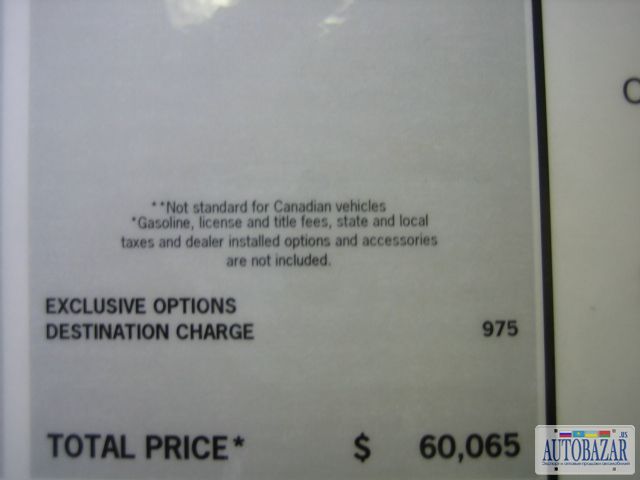 **Not standard for Canadian vehicles
*Gasoline, license and title fees, state and local
taxes and dealer installed options and accessories
are not included.
EXCLUSIVE OPTIONS
DESTINATION CHARGE 975
TOTAL PRICE* $ 60,065
AUTOBAZAR.US